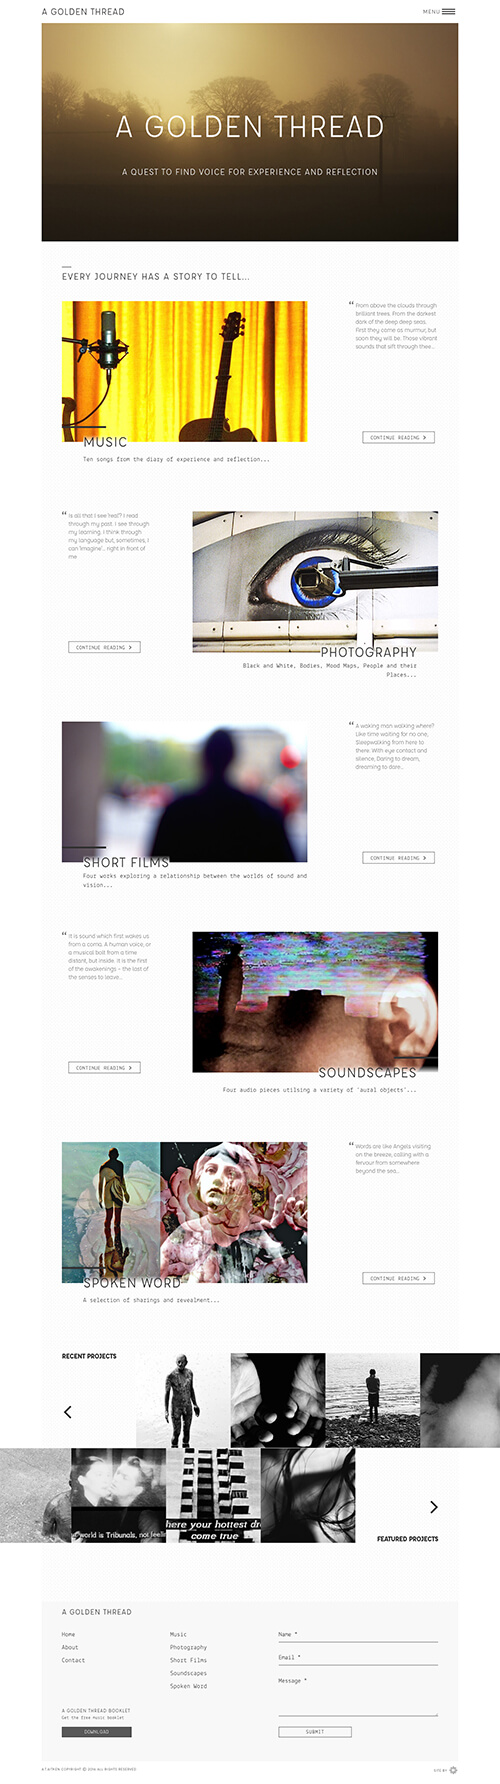 A GOLDEN THREAD
MENU
A GOLDEN THREAD
A QUEST TO FIND VOICE FOR EXPERIENCE AND REFLECTION
EVERY JOURNEY HAS A STORY TO TELL...
“ From above the clouds through
brilliant trees. From the darkest
dark of the deep deep seas.
First they came as murmur, but
soon they will be. Those vibrant
sounds that sift through thee...
CONTINUE READING >
MUSIC
Ten songs from the diary of experience and reflection...
“ Is all that I see 'real'? I read
through my past. I see through
my learning. I think through
my language but, sometimes, I
can 'imagine'... right in front of
me
CONTINUE READING >
PHOTOGRAPHY
Black and White, Bodies, Mood Maps, People and their
Places...
“ A waking man walking where?
Like time waiting for no one,
Sleepwalking from here to
there. With eye contact and
silence, Daring to dream,
dreaming to dare...
CONTINUE READING >
SHORT FILMS
Four works exploring a relationship between the worlds of sound and
vision...
“ It is sound which first wakes us
from a coma. A human voice, or
a musical bolt from a time
distant, but inside. It is the first
of the awakenings - the last of
the senses to leave...
CONTINUE READING >
SOUNDSCAPES
Four audio pieces utilising a variety of "aural objects"...
“ Words are like Angels visiting
on the breeze, calling with a
fervour from somewhere
beyond the sea...
CONTINUE READING >
SPOKEN WORD
A selection of sharings and revealment...
RECENT PROJECTS
world is Tribunals, not feelin
here your hottest dr
come true
FEATURED PROJECTS
A GOLDEN THREAD
Home
About
Contact
Music
Photography
Short Films
Soundscapes
Spoken Word
Name *
Email *
Message *
A GOLDEN THREAD BOOKLET
Get the free music booklet
DOWNLOAD
SUBMIT
COPYRIGHT © 2016 ALL RIGHTS RESERVED
SITE BY